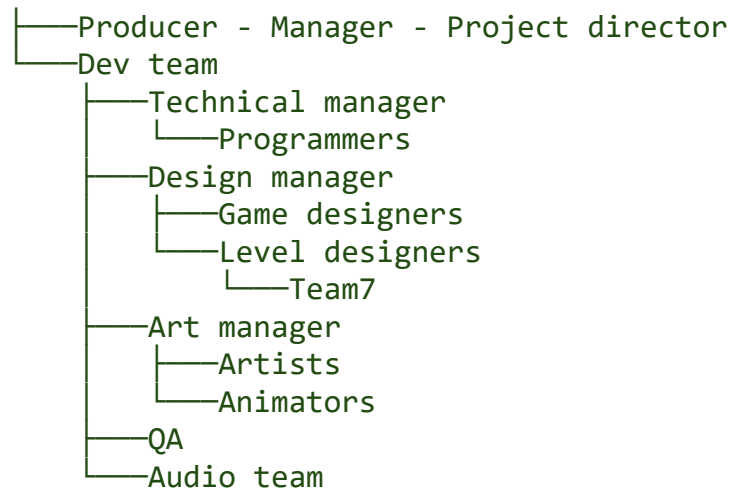 ├───Producer - Manager - Project director
└───Dev team
    ├───Technical manager
    │   └───Programmers
    ├───Design manager
    │   ├───Game designers
    │   └───Level designers
    │       └───Team7
    ├───Art manager
    │   ├───Artists
    │   └───Animators
    ├───QA
    └───Audio team